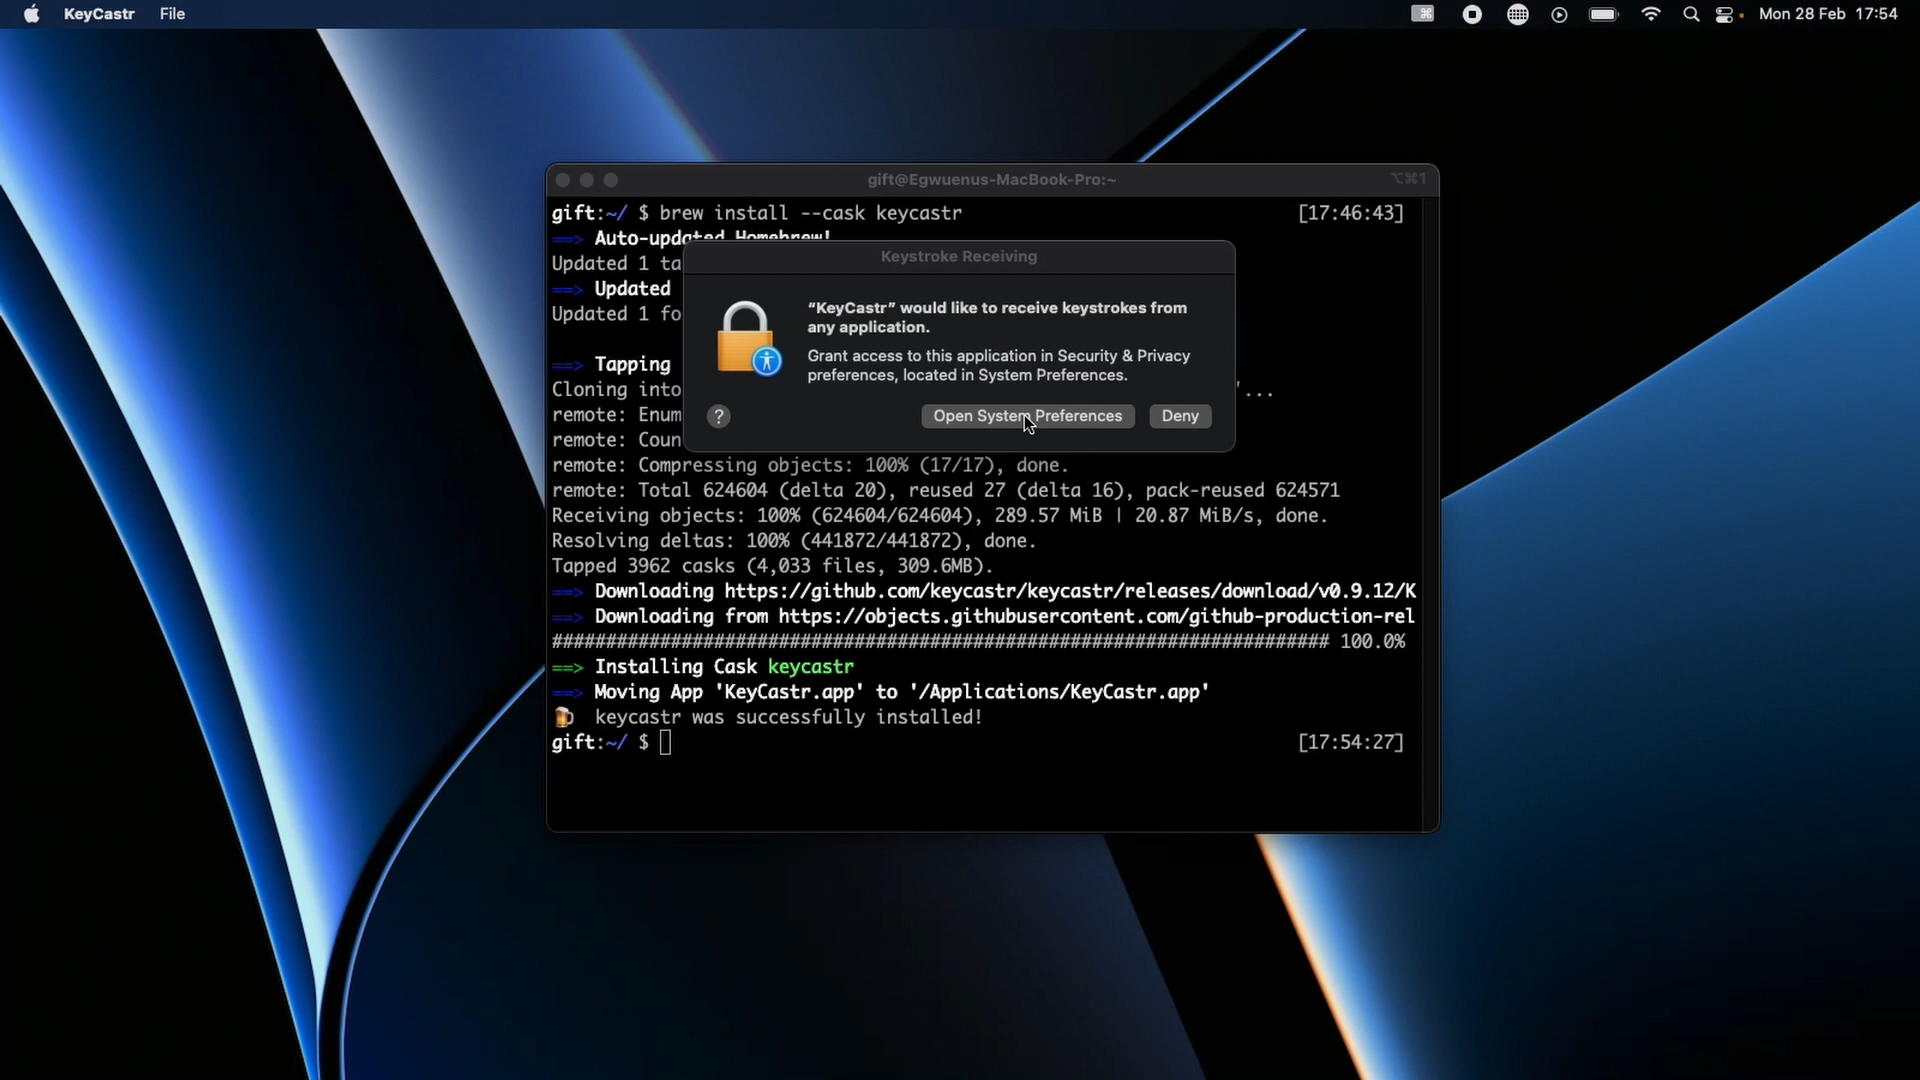 KeyCastr File Mon 28 Feb 17:54
gift@Egwuenus-MacBook-Pro:~ ⌥⌘1
gift:~/ $ brew install --cask keycastr [17:46:43]
==> Auto-updated Homebrew!
Updated 1 ta
==> Updated
Updated 1 fo
==> Tapping
Cloning into '...
remote: Enum
remote: Coun
Keystroke Receiving
“KeyCastr” would like to receive keystrokes from
any application.
Grant access to this application in Security & Privacy
preferences, located in System Preferences.
? Open System Preferences Deny
remote: Compressing objects: 100% (17/17), done.
remote: Total 624604 (delta 20), reused 27 (delta 16), pack-reused 624571
Receiving objects: 100% (624604/624604), 289.57 MiB | 20.87 MiB/s, done.
Resolving deltas: 100% (441872/441872), done.
Tapped 3962 casks (4,033 files, 309.6MB).
==> Downloading https://github.com/keycastr/keycastr/releases/download/v0.9.12/K
==> Downloading from https://objects.githubusercontent.com/github-production-rel
######################################################################## 100.0%
==> Installing Cask keycastr
==> Moving App 'KeyCastr.app' to '/Applications/KeyCastr.app'
🍺 keycastr was successfully installed!
gift:~/ $ [17:54:27]